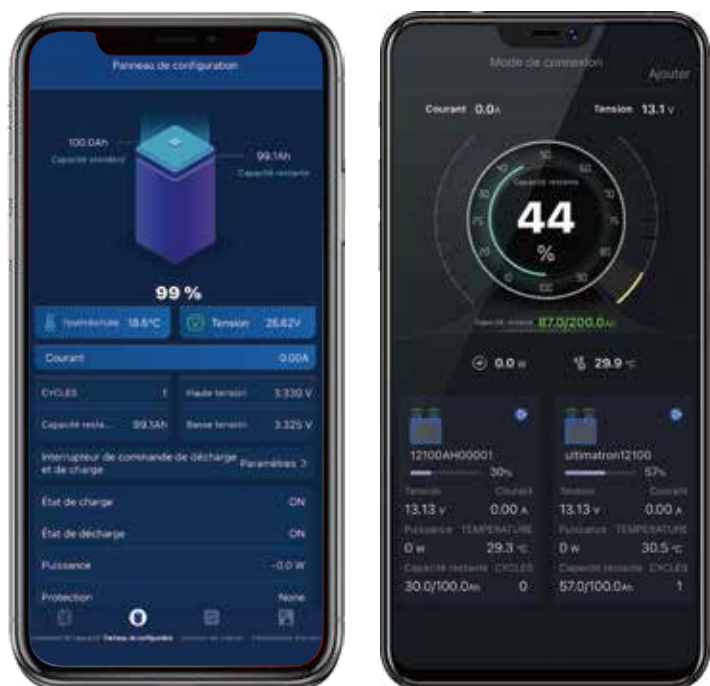 Panneau de configuration
100.0Ah
Capacité standard
99.1Ah
Capacité restante
99 %
TEMPÉRATURE 18.6°C
Tension 26.62V
Courant 0.00A
CYCLES 1
Haute tension 3.330 V
Capacité resta... 99.1Ah
Basse tension 3.325 V
Interrupteur de commande de décharge et de charge
Paramètres >
État de charge ON
État de décharge ON
Puissance -0.0 W
Protection None
Panneau de configuration
Mode de connexion
Ajouter
Courant 0.0A
Tension 13.1 V
Capacité restante
44
%
Capacité restante 87.0/200.0Ah
0.0 w
29.9 °C
12100AH00001
30%
Tension Courant
13.13 v 0.00 A
Puissance TEMPERATURE
0 w 29.3 °C
Capacité restante CYCLES
30.0/100.0Ah 0
ultimatron12100
57%
Tension Courant
13.13 v 0.00 A
Puissance TEMPERATURE
0 w 30.5 °C
Capacité restante CYCLES
57.0/100.0Ah 1